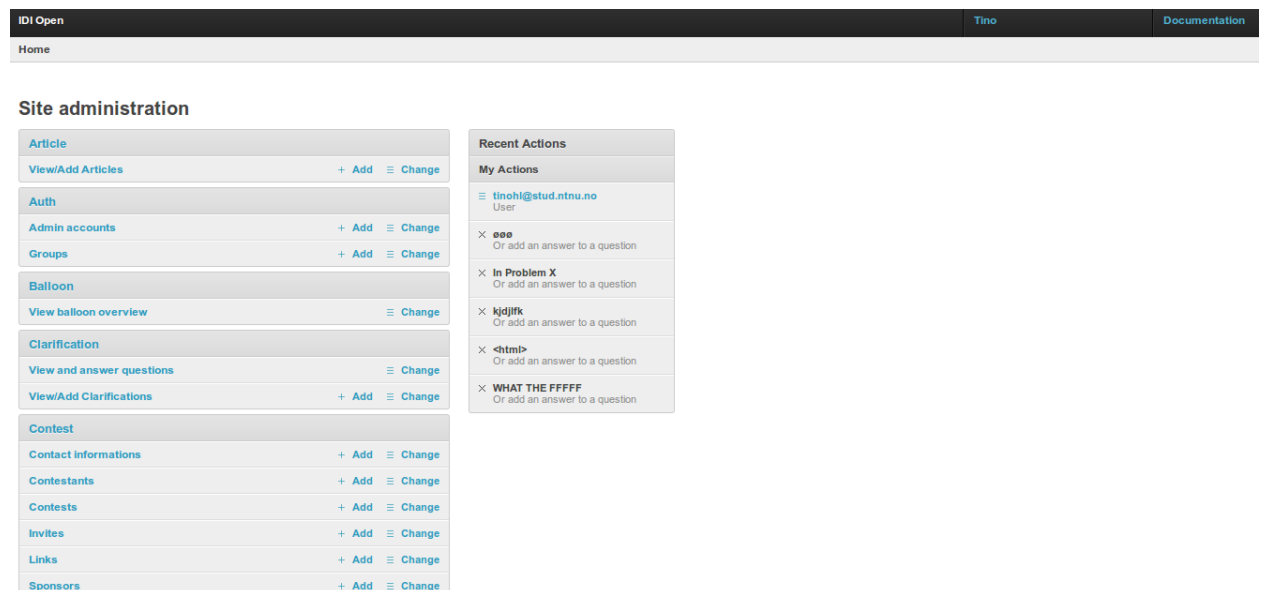 IDI Open Tino Documentation
Home
Site administration
Article
View/Add Articles + Add Change
Auth
Admin accounts + Add Change
Groups + Add Change
Balloon
View balloon overview Change
Clarification
View and answer questions Change
View/Add Clarifications + Add Change
Contest
Contact informations + Add Change
Contestants + Add Change
Contests + Add Change
Invites + Add Change
Links + Add Change
Sponsors + Add Change
Recent Actions
My Actions
tinohl@stud.ntnu.no
User
øøø
Or add an answer to a question
In Problem X
Or add an answer to a question
kjdjlfk
Or add an answer to a question
<html>
Or add an answer to a question
WHAT THE FFFFF
Or add an answer to a question